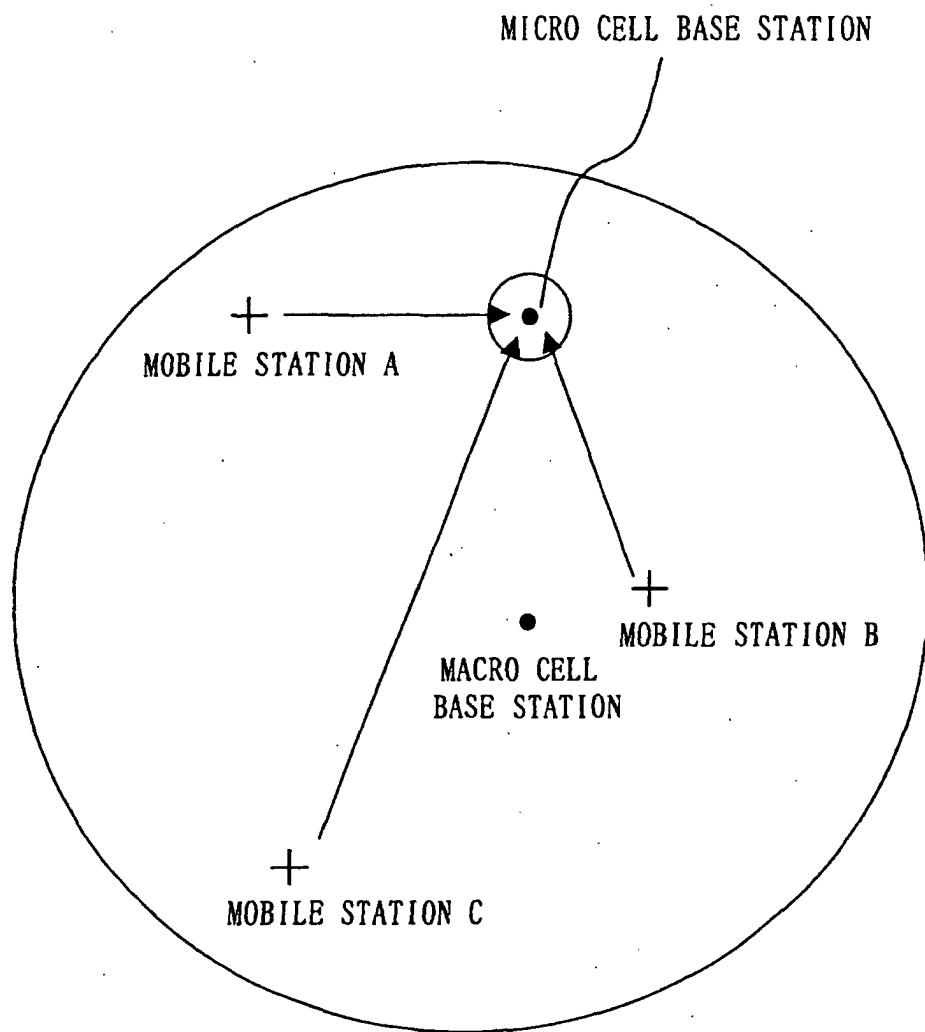 MICRO CELL BASE STATION
MOBILE STATION A
MOBILE STATION B
MACRO CELL
BASE STATION
MOBILE STATION C